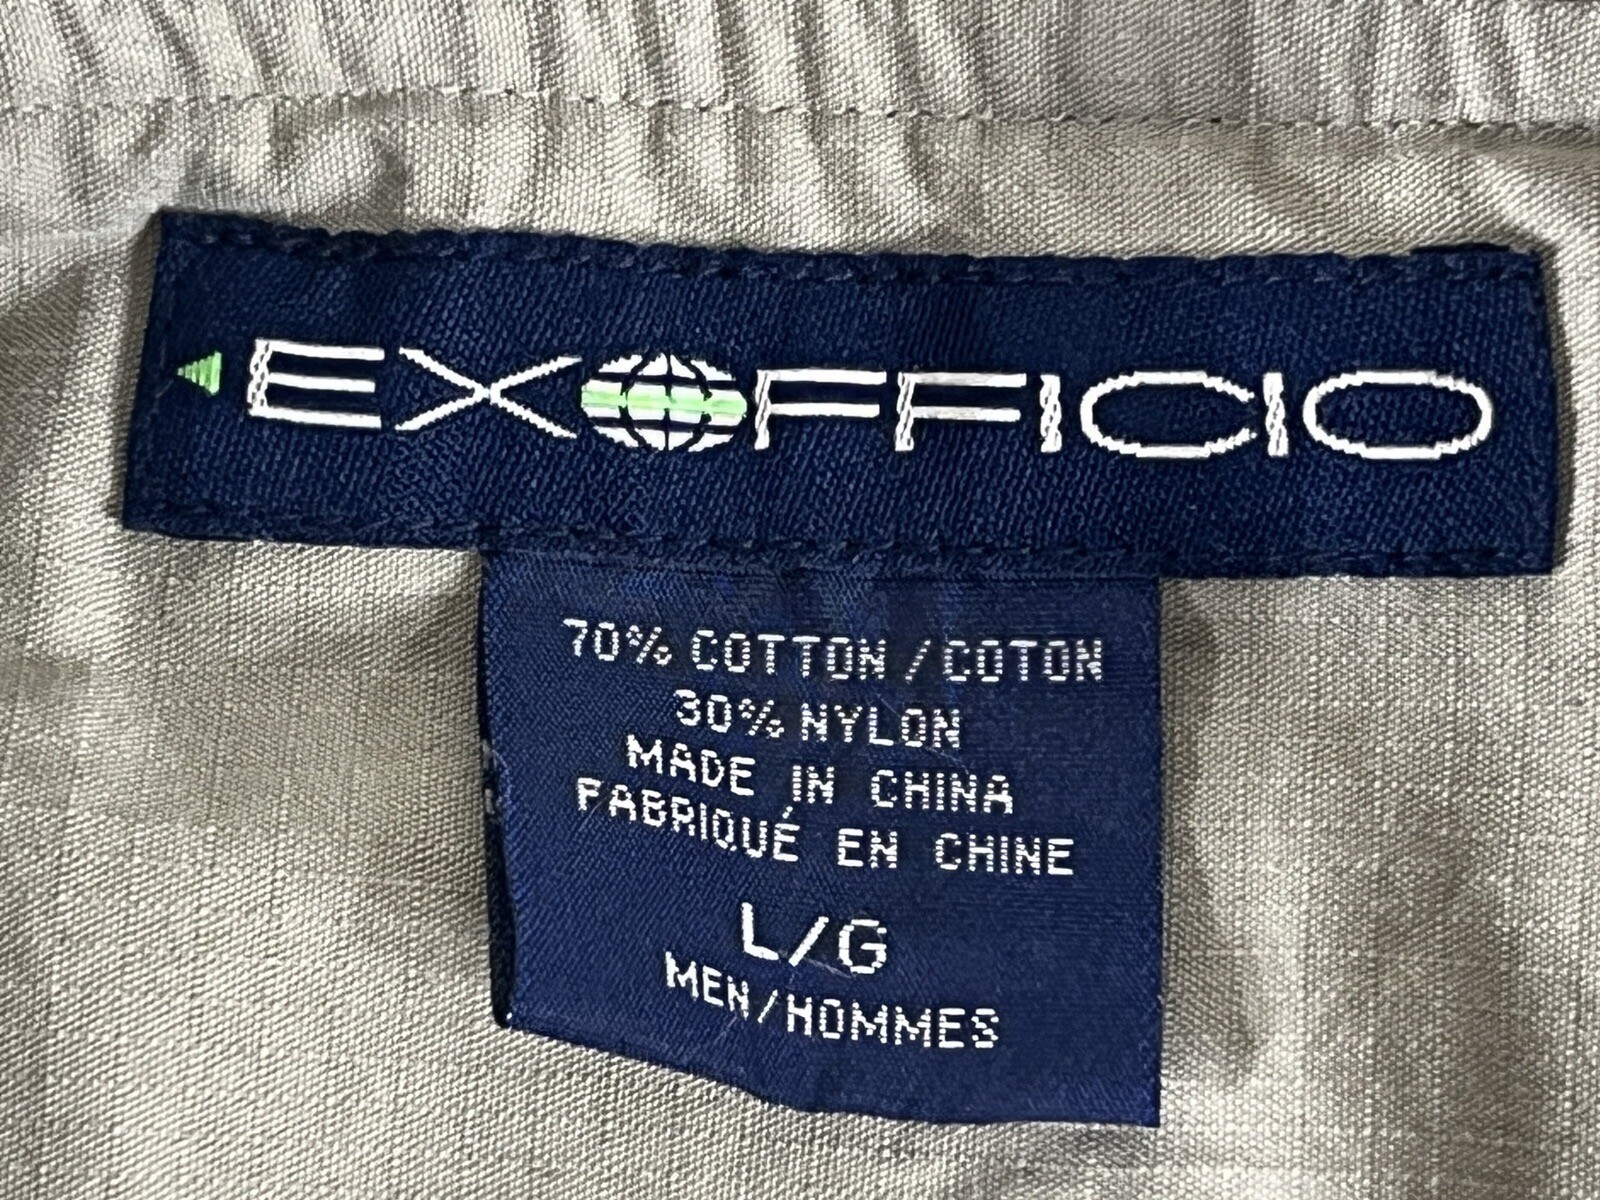 EXOFFICIO
70% COTTON / COTON
30% NYLON
MADE IN CHINA
FABRIQUÉ EN CHINE
L/G
MEN/HOMMES